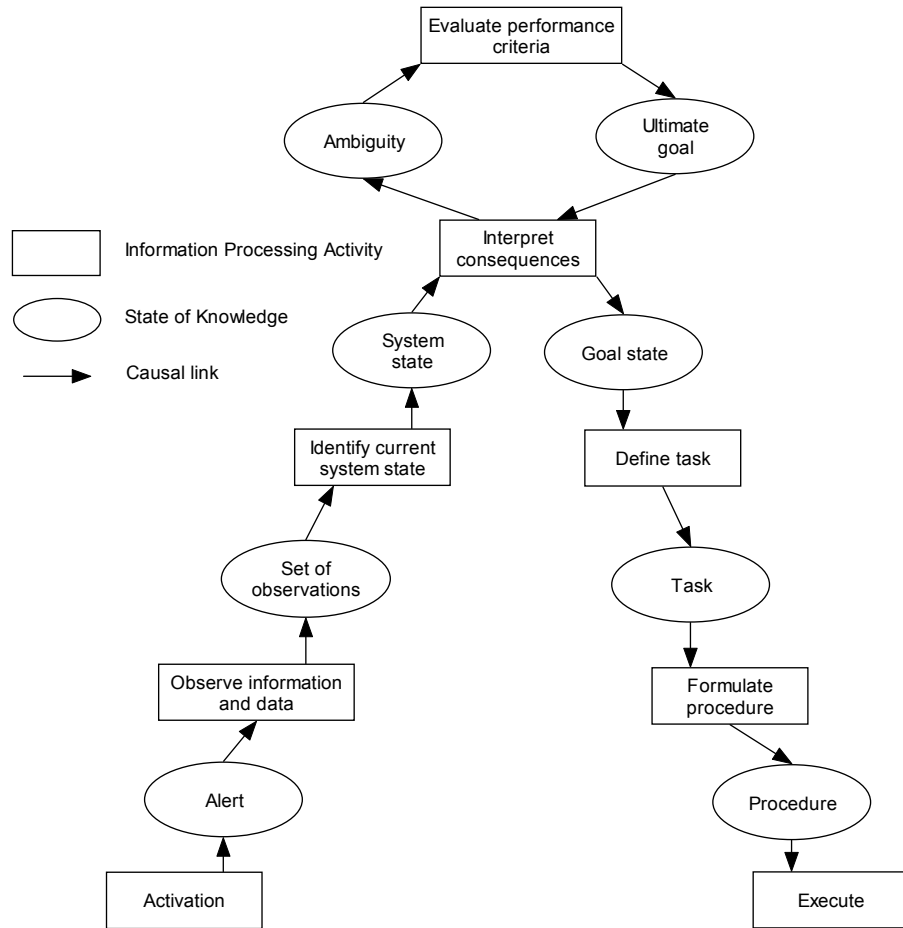 Evaluate performance
criteria
Ambiguity
Ultimate
goal
Interpret
consequences
Information Processing Activity
State of Knowledge
Causal link
System
state
Goal state
Identify current
system state
Define task
Set of
observations
Task
Observe information
and data
Formulate
procedure
Alert
Procedure
Activation
Execute